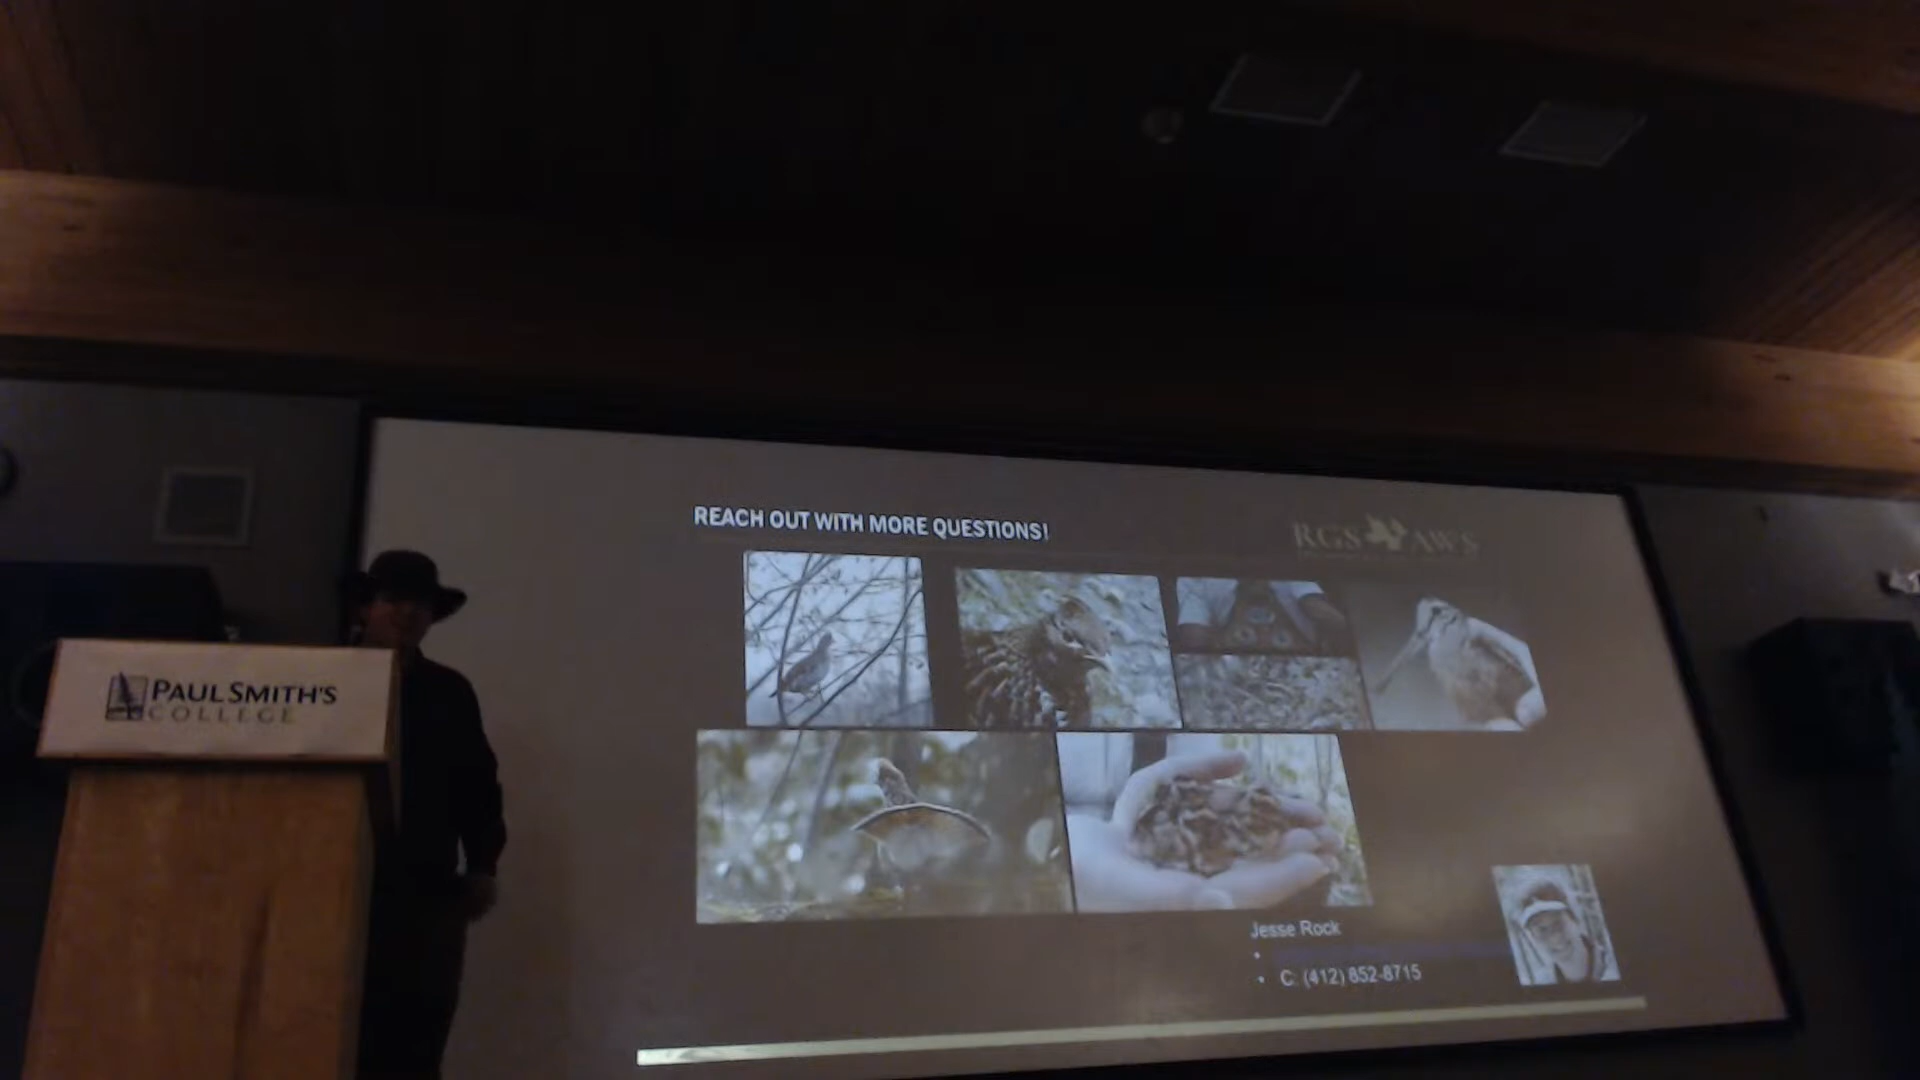 REACH OUT WITH MORE QUESTIONS!
RGS AWS
PAUL SMITH'S
COLLEGE
Jesse Rock
• C: (412) 852-8715